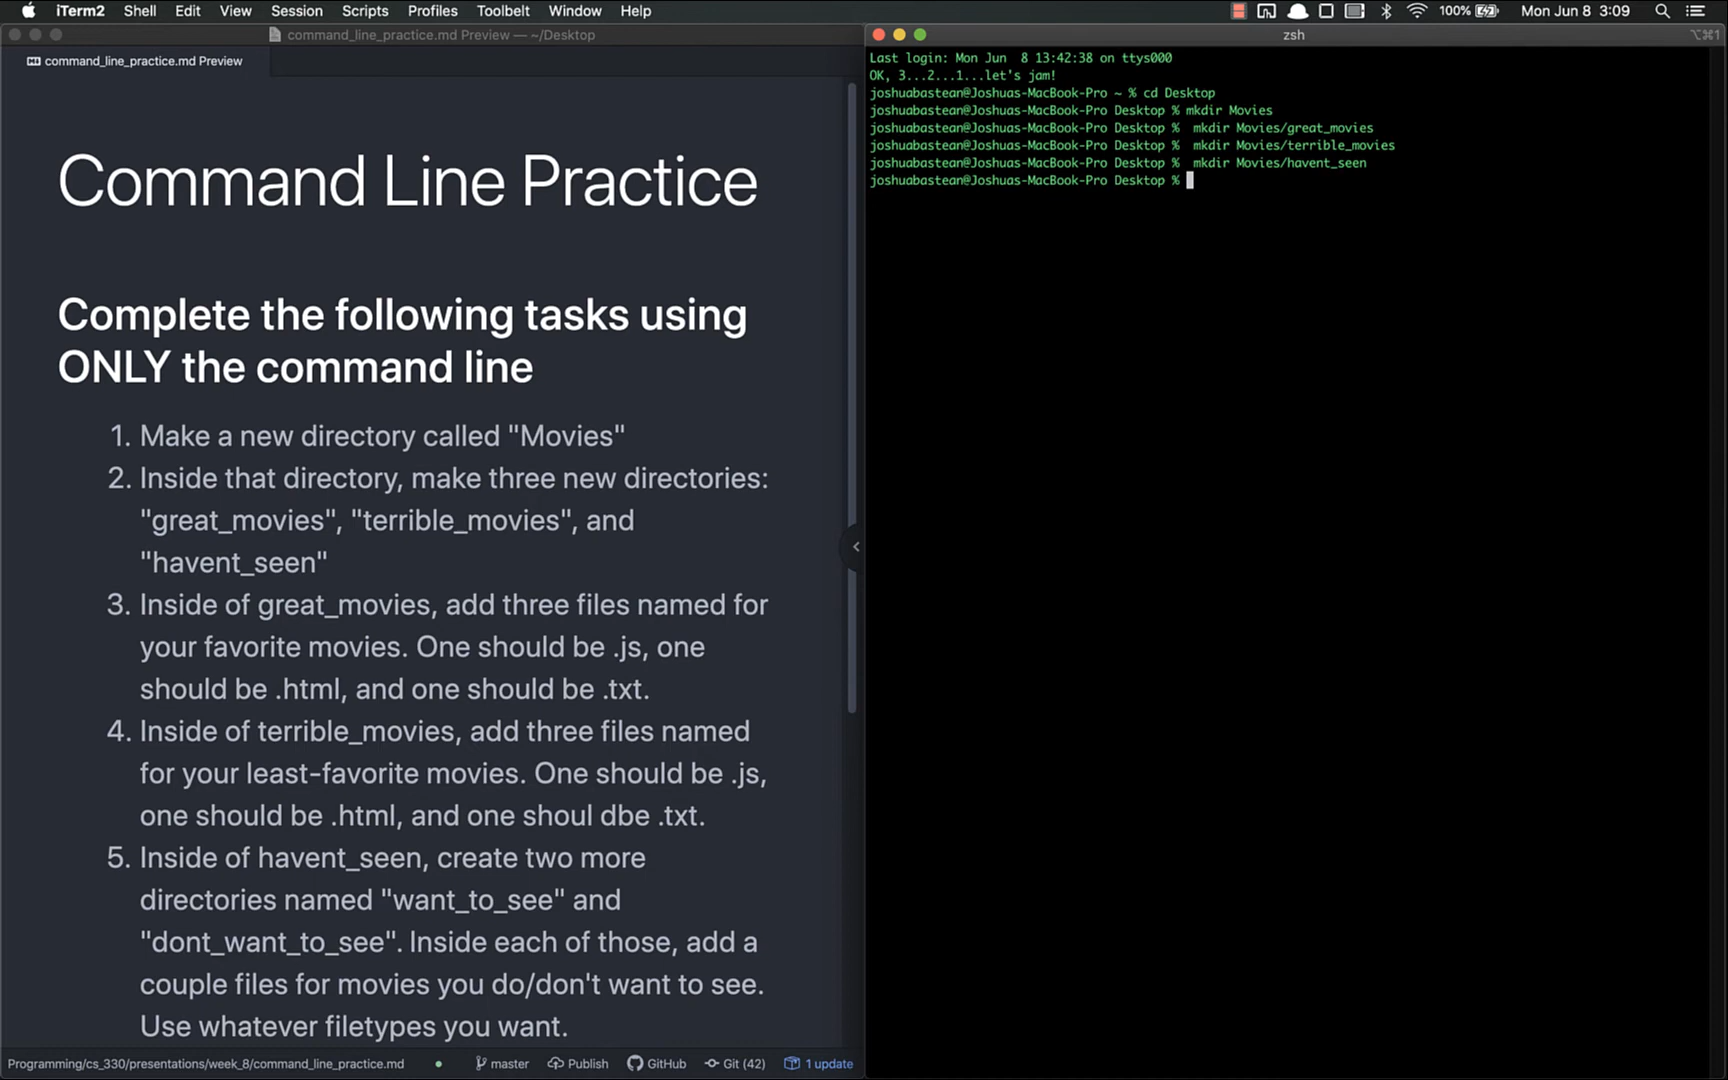 iTerm2 Shell Edit View Session Scripts Profiles Toolbelt Window Help 100% Mon Jun 8 3:09
command_line_practice.md Preview — ~/Desktop
command_line_practice.md Preview
Command Line Practice
Complete the following tasks using
ONLY the command line
1. Make a new directory called "Movies"
2. Inside that directory, make three new directories:
"great_movies", "terrible_movies", and
"havent_seen"
3. Inside of great_movies, add three files named for
your favorite movies. One should be .js, one
should be .html, and one should be .txt.
4. Inside of terrible_movies, add three files named
for your least-favorite movies. One should be .js,
one should be .html, and one shoul dbe .txt.
5. Inside of havent_seen, create two more
directories named "want_to_see" and
"dont_want_to_see". Inside each of those, add a
couple files for movies you do/don't want to see.
Use whatever filetypes you want.
Programming/cs_330/presentations/week_8/command_line_practice.md master Publish GitHub Git (42) 1 update
zsh
⌥⌘1
Last login: Mon Jun  8 13:42:38 on ttys000
OK, 3...2...1...let's jam!
joshuabastean@Joshuas-MacBook-Pro ~ % cd Desktop
joshuabastean@Joshuas-MacBook-Pro Desktop % mkdir Movies
joshuabastean@Joshuas-MacBook-Pro Desktop %  mkdir Movies/great_movies
joshuabastean@Joshuas-MacBook-Pro Desktop %  mkdir Movies/terrible_movies
joshuabastean@Joshuas-MacBook-Pro Desktop %  mkdir Movies/havent_seen
joshuabastean@Joshuas-MacBook-Pro Desktop %